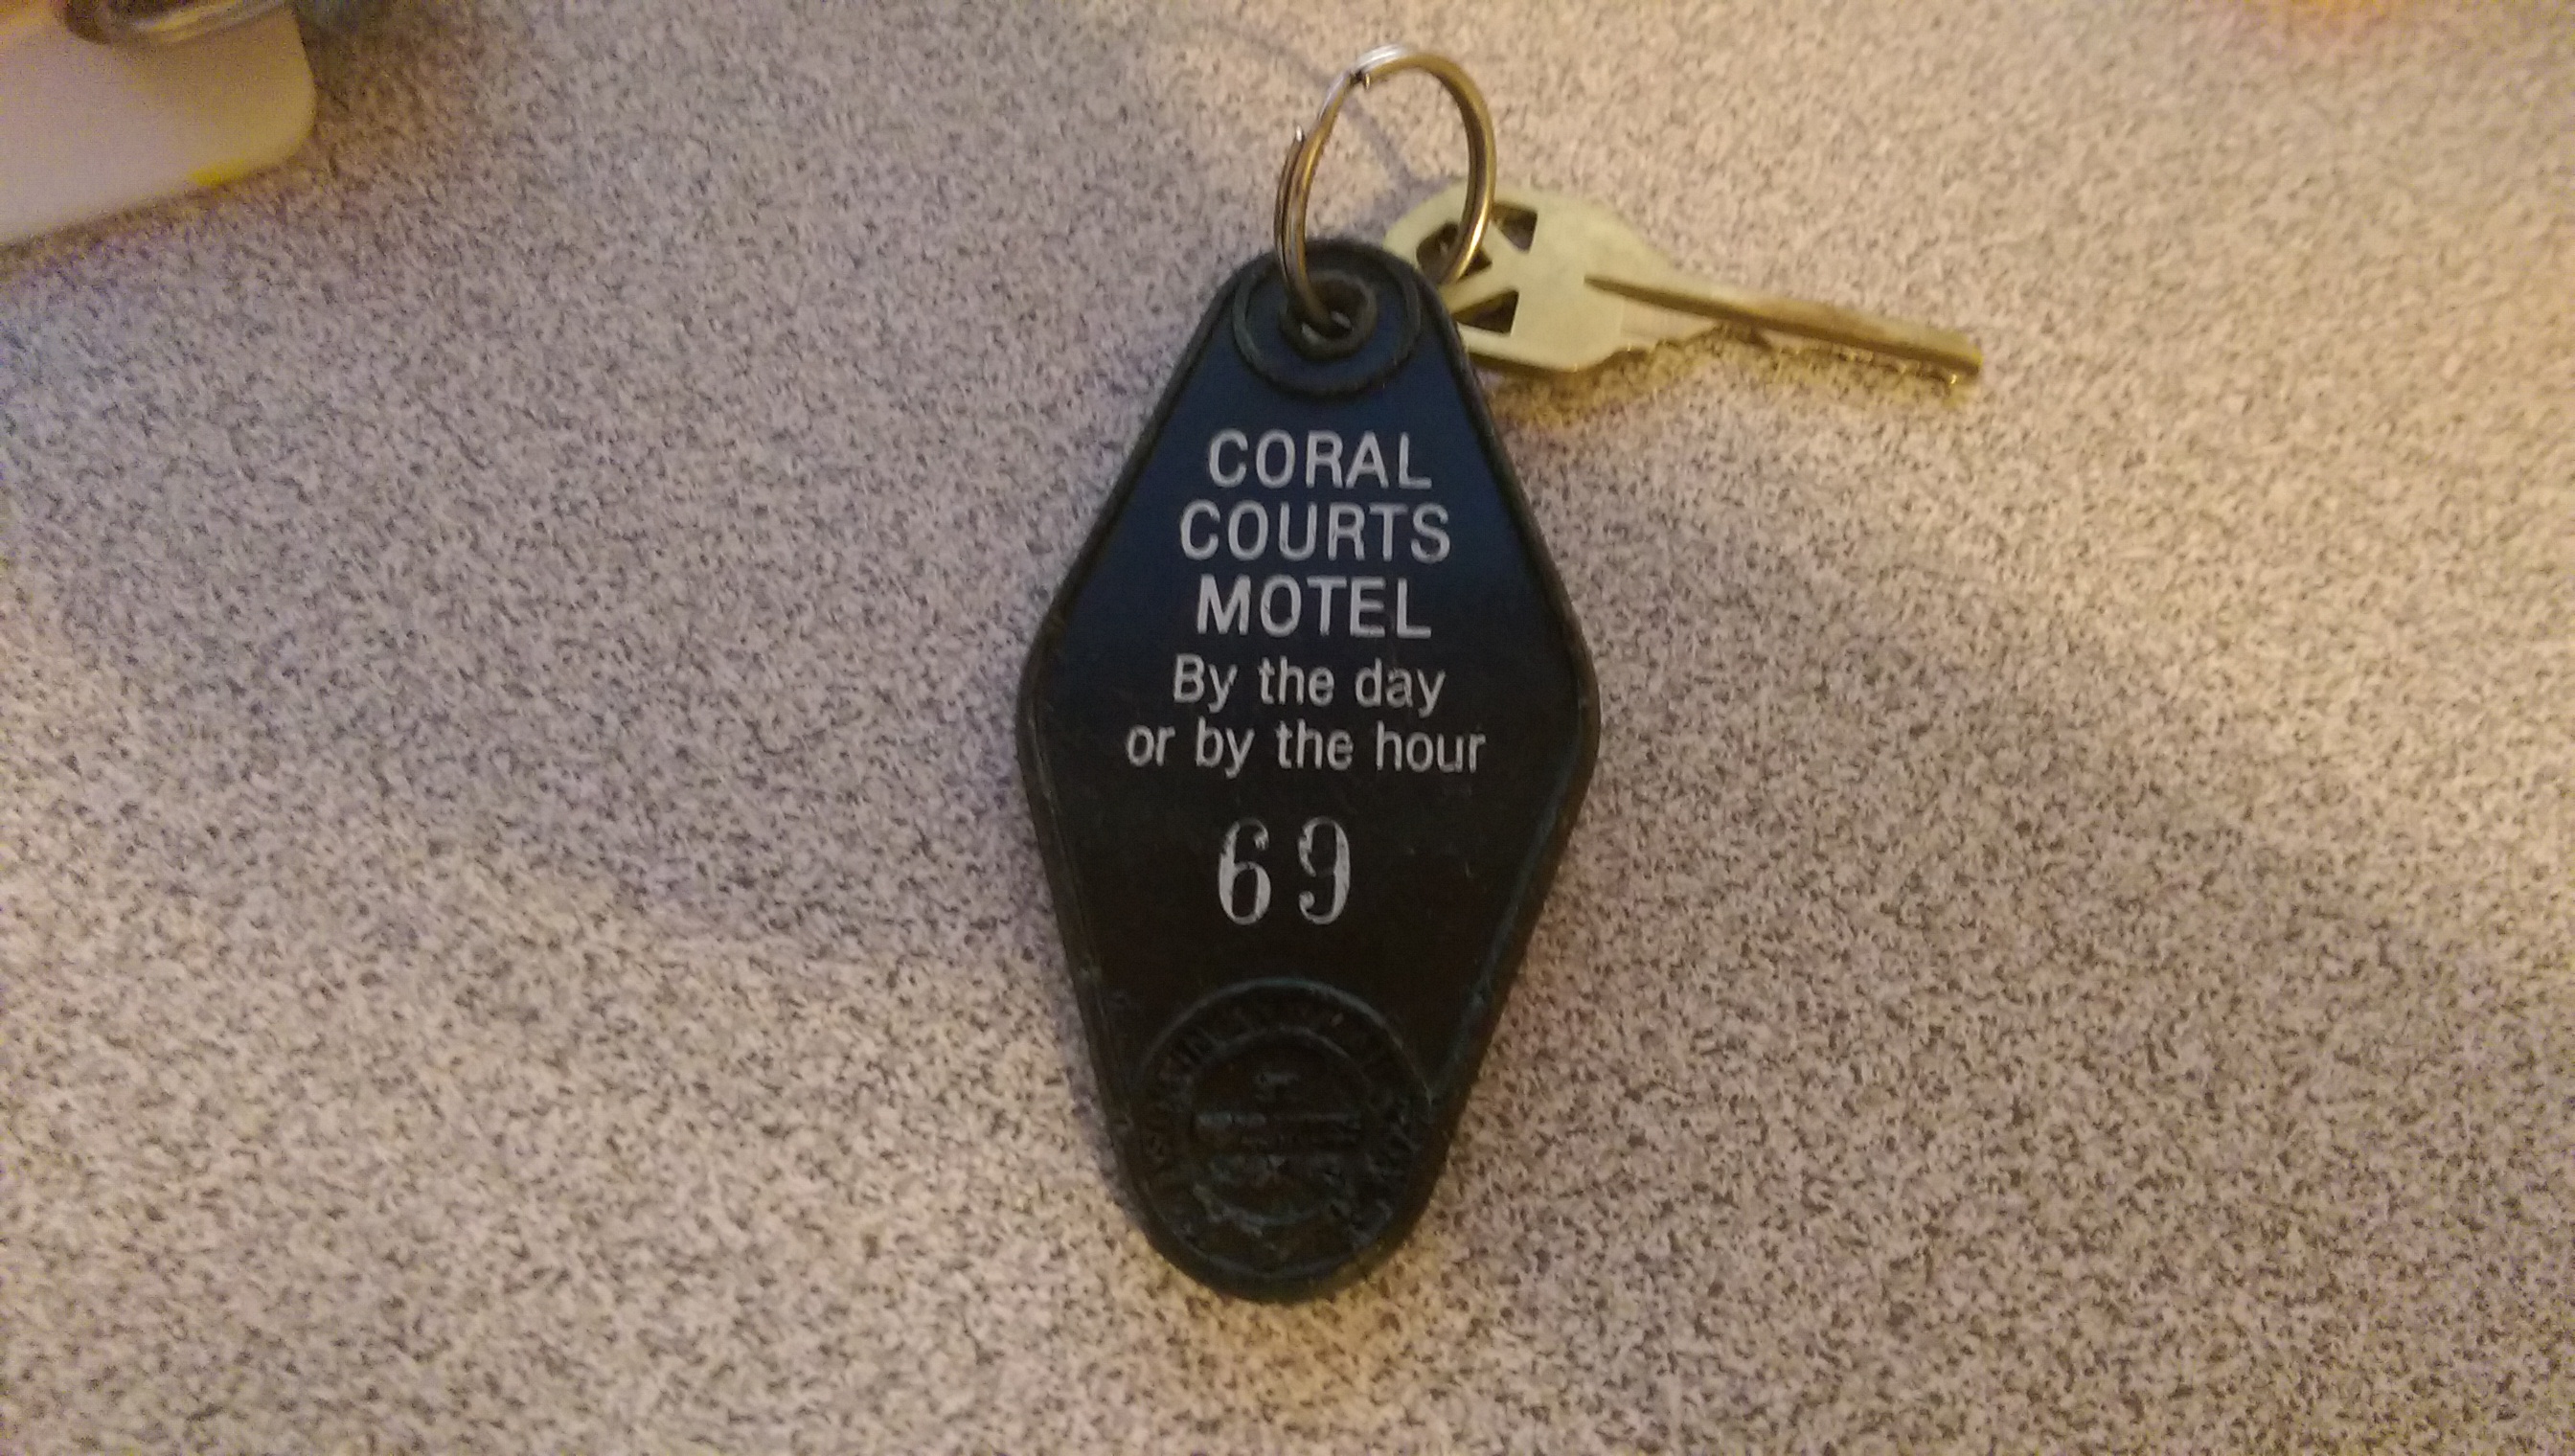 CORAL
COURTS
MOTEL
By the day
or by the hour
69